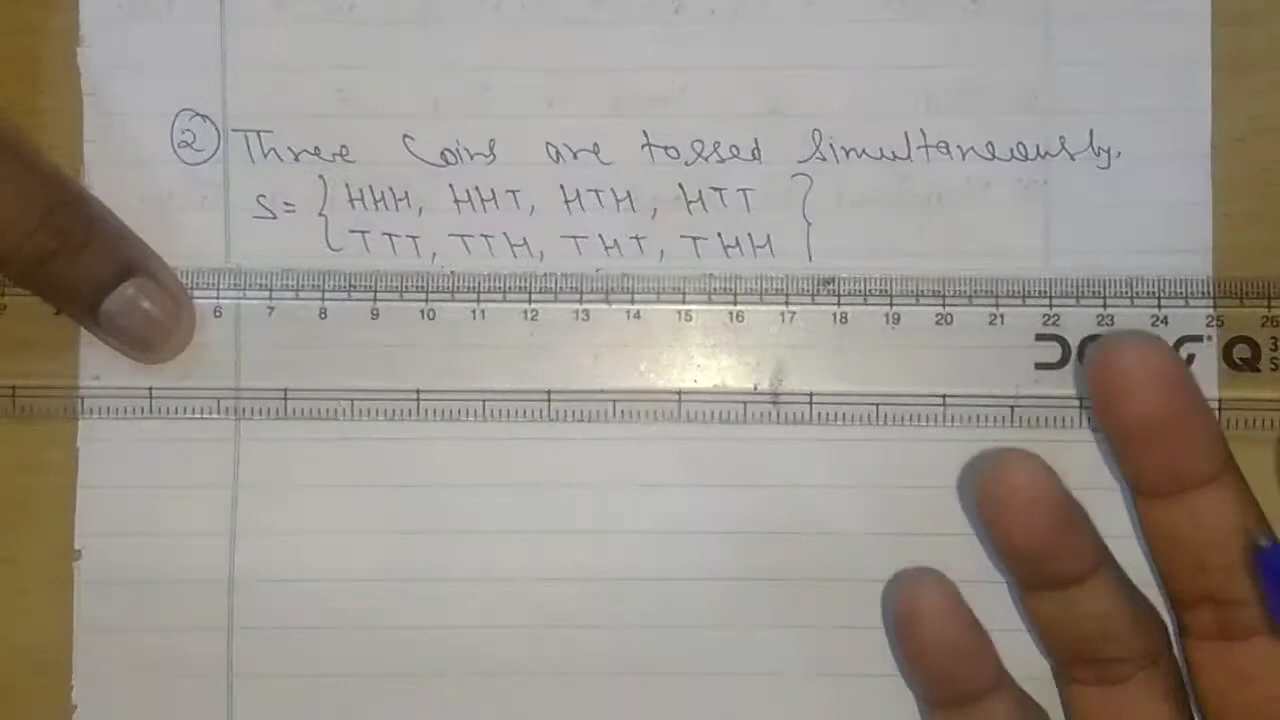 ② Three Coins are tossed simultaneously.
S = { HHH, HHT, HTH, HTT
TTT, TTH, THT, THH }
6 7 8 9 10 11 12 13 14 15 16 17 18 19 20 21 22 23 24 25 26
Q